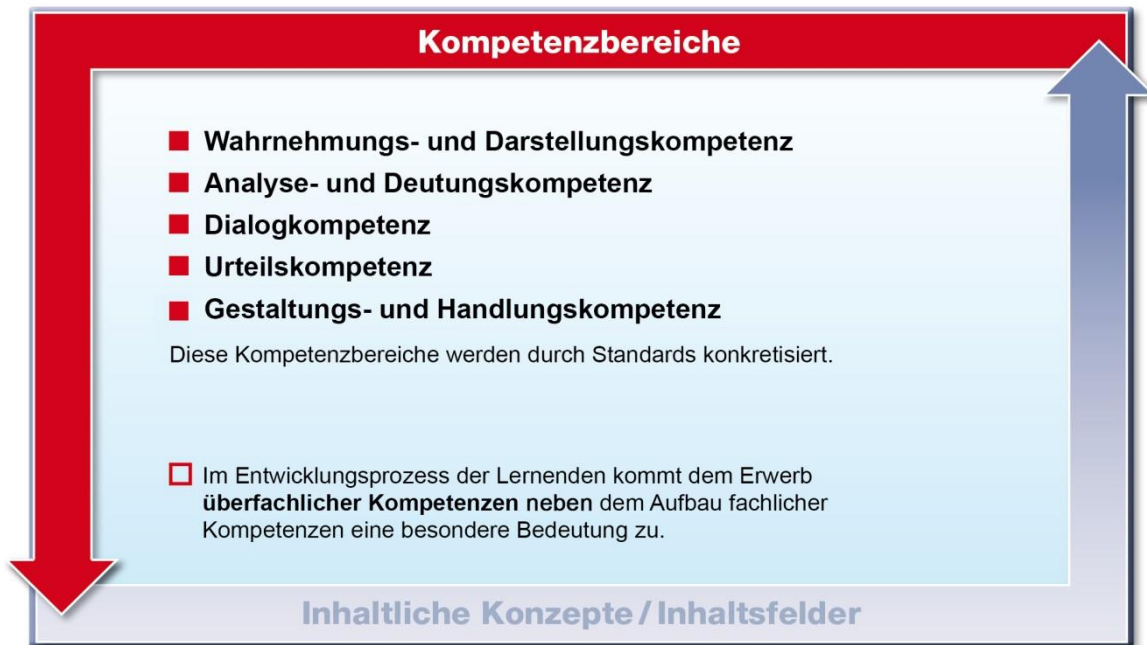 Kompetenzbereiche
Wahrnehmungs- und Darstellungskompetenz
Analyse- und Deutungskompetenz
Dialogkompetenz
Urteilskompetenz
Gestaltungs- und Handlungskompetenz
Diese Kompetenzbereiche werden durch Standards konkretisiert.
Im Entwicklungsprozess der Lernenden kommt dem Erwerb
überfachlicher Kompetenzen neben dem Aufbau fachlicher
Kompetenzen eine besondere Bedeutung zu.
Inhaltliche Konzepte / Inhaltsfelder